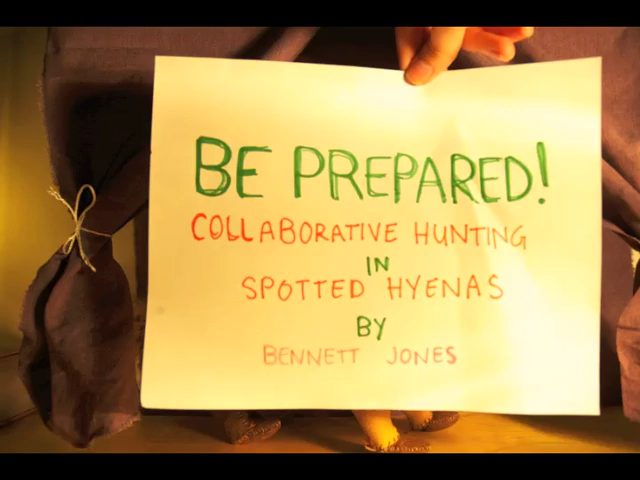 BE PREPARED!
COLLABORATIVE HUNTING
IN
SPOTTED HYENAS
BY
BENNETT JONES